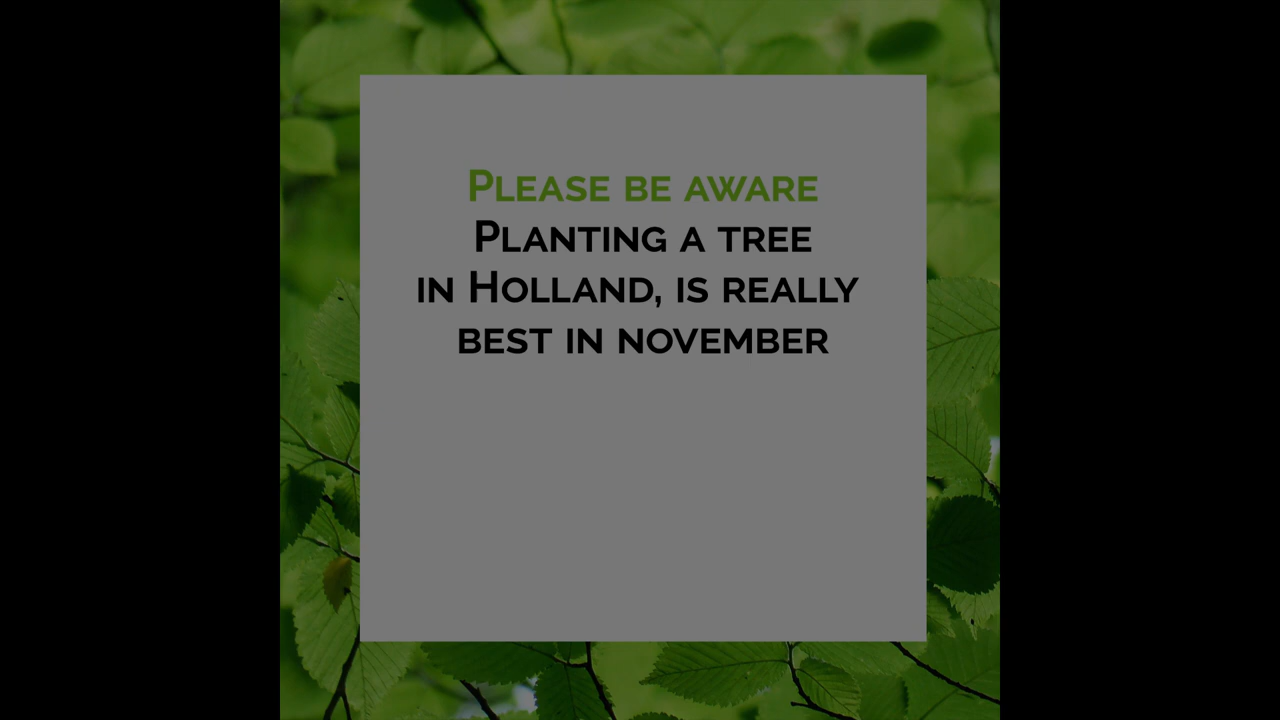 Please be aware
Planting a tree
in Holland, is really
best in november